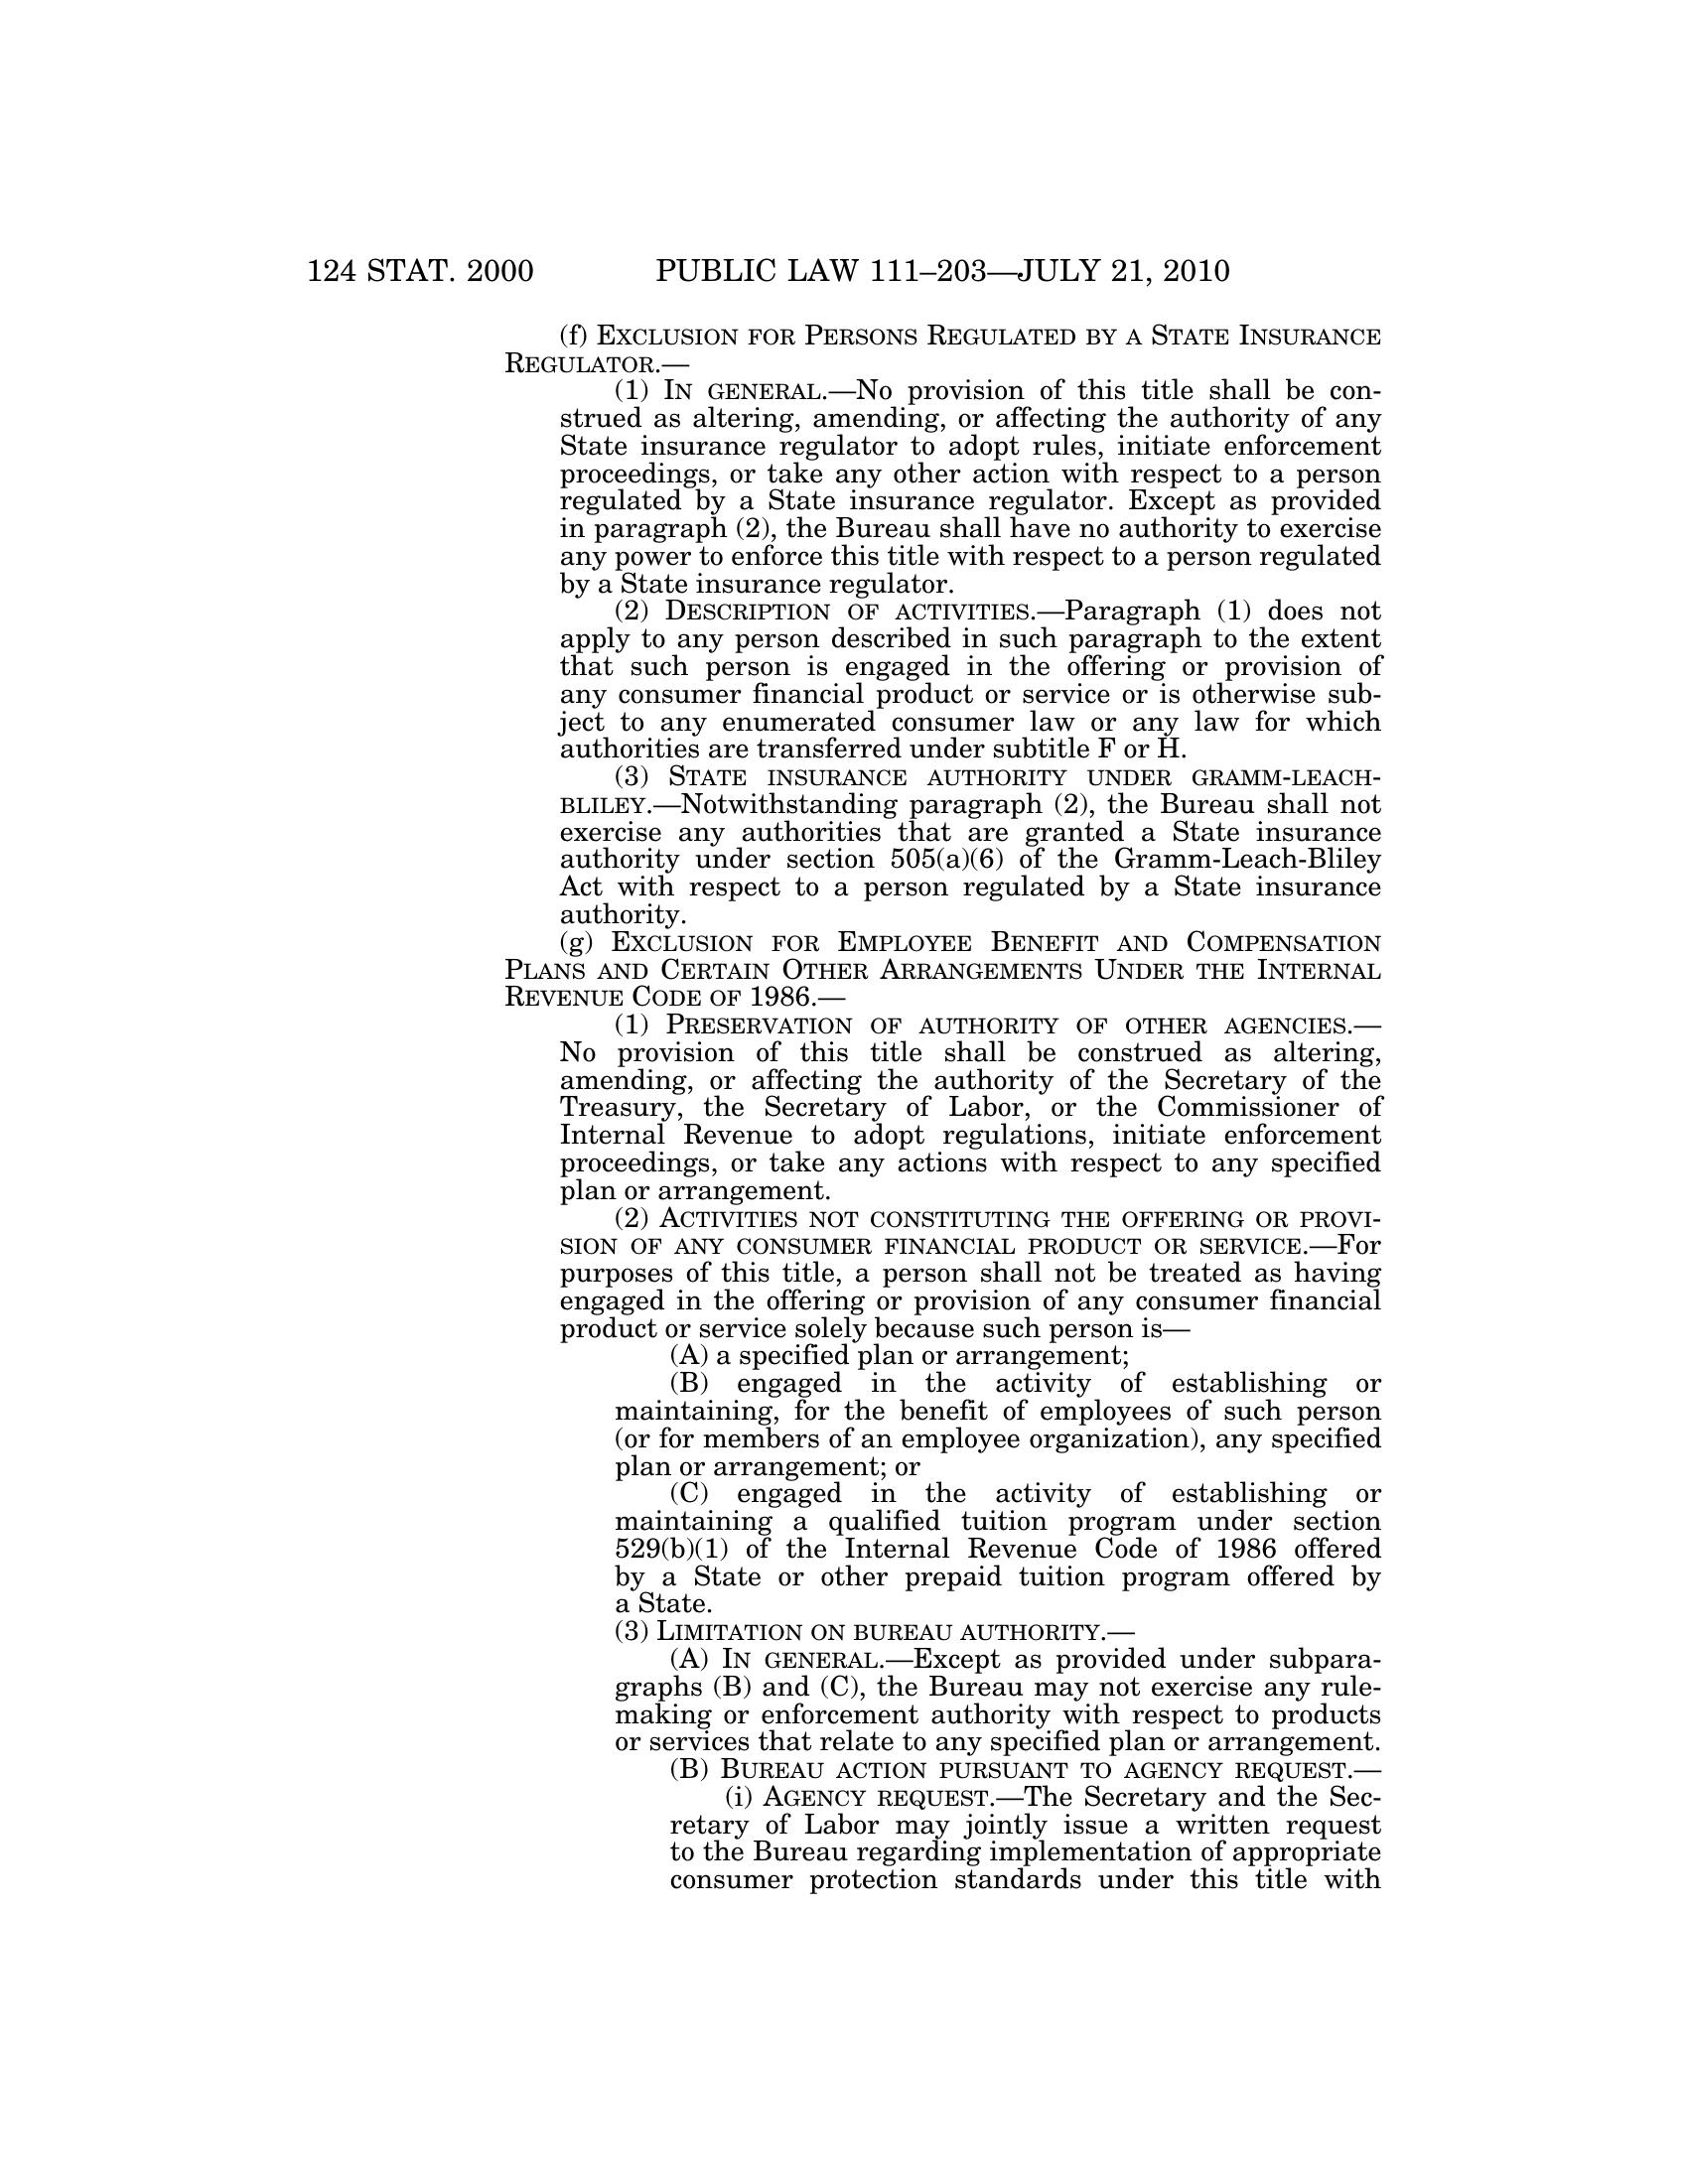 124 STAT. 2000 PUBLIC LAW 111–203—JULY 21, 2010
(f) EXCLUSION FOR PERSONS REGULATED BY A STATE INSURANCE
REGULATOR.—
(1) IN GENERAL.—No provision of this title shall be con-
strued as altering, amending, or affecting the authority of any
State insurance regulator to adopt rules, initiate enforcement
proceedings, or take any other action with respect to a person
regulated by a State insurance regulator. Except as provided
in paragraph (2), the Bureau shall have no authority to exercise
any power to enforce this title with respect to a person regulated
by a State insurance regulator.
(2) DESCRIPTION OF ACTIVITIES.—Paragraph (1) does not
apply to any person described in such paragraph to the extent
that such person is engaged in the offering or provision of
any consumer financial product or service or is otherwise sub-
ject to any enumerated consumer law or any law for which
authorities are transferred under subtitle F or H.
(3) STATE INSURANCE AUTHORITY UNDER GRAMM-LEACH-
BLILEY.—Notwithstanding paragraph (2), the Bureau shall not
exercise any authorities that are granted a State insurance
authority under section 505(a)(6) of the Gramm-Leach-Bliley
Act with respect to a person regulated by a State insurance
authority.
(g) EXCLUSION FOR EMPLOYEE BENEFIT AND COMPENSATION
PLANS AND CERTAIN OTHER ARRANGEMENTS UNDER THE INTERNAL
REVENUE CODE OF 1986.—
(1) PRESERVATION OF AUTHORITY OF OTHER AGENCIES.—
No provision of this title shall be construed as altering,
amending, or affecting the authority of the Secretary of the
Treasury, the Secretary of Labor, or the Commissioner of
Internal Revenue to adopt regulations, initiate enforcement
proceedings, or take any actions with respect to any specified
plan or arrangement.
(2) ACTIVITIES NOT CONSTITUTING THE OFFERING OR PROVI-
SION OF ANY CONSUMER FINANCIAL PRODUCT OR SERVICE.—For
purposes of this title, a person shall not be treated as having
engaged in the offering or provision of any consumer financial
product or service solely because such person is—
(A) a specified plan or arrangement;
(B) engaged in the activity of establishing or
maintaining, for the benefit of employees of such person
(or for members of an employee organization), any specified
plan or arrangement; or
(C) engaged in the activity of establishing or
maintaining a qualified tuition program under section
529(b)(1) of the Internal Revenue Code of 1986 offered
by a State or other prepaid tuition program offered by
a State.
(3) LIMITATION ON BUREAU AUTHORITY.—
(A) IN GENERAL.—Except as provided under subpara-
graphs (B) and (C), the Bureau may not exercise any rule-
making or enforcement authority with respect to products
or services that relate to any specified plan or arrangement.
(B) BUREAU ACTION PURSUANT TO AGENCY REQUEST.—
(i) AGENCY REQUEST.—The Secretary and the Sec-
retary of Labor may jointly issue a written request
to the Bureau regarding implementation of appropriate
consumer protection standards under this title with